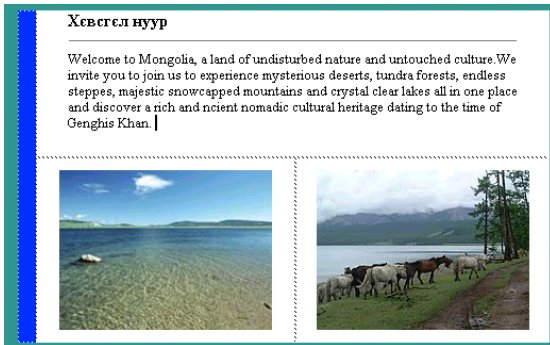 Хєвсгєл нуур
Welcome to Mongolia, a land of undisturbed nature and untouched culture.We
invite you to join us to experience mysterious deserts, tundra forests, endless
steppes, majestic snowcapped mountains and crystal clear lakes all in one place
and discover a rich and ncient nomadic cultural heritage dating to the time of
Genghis Khan.